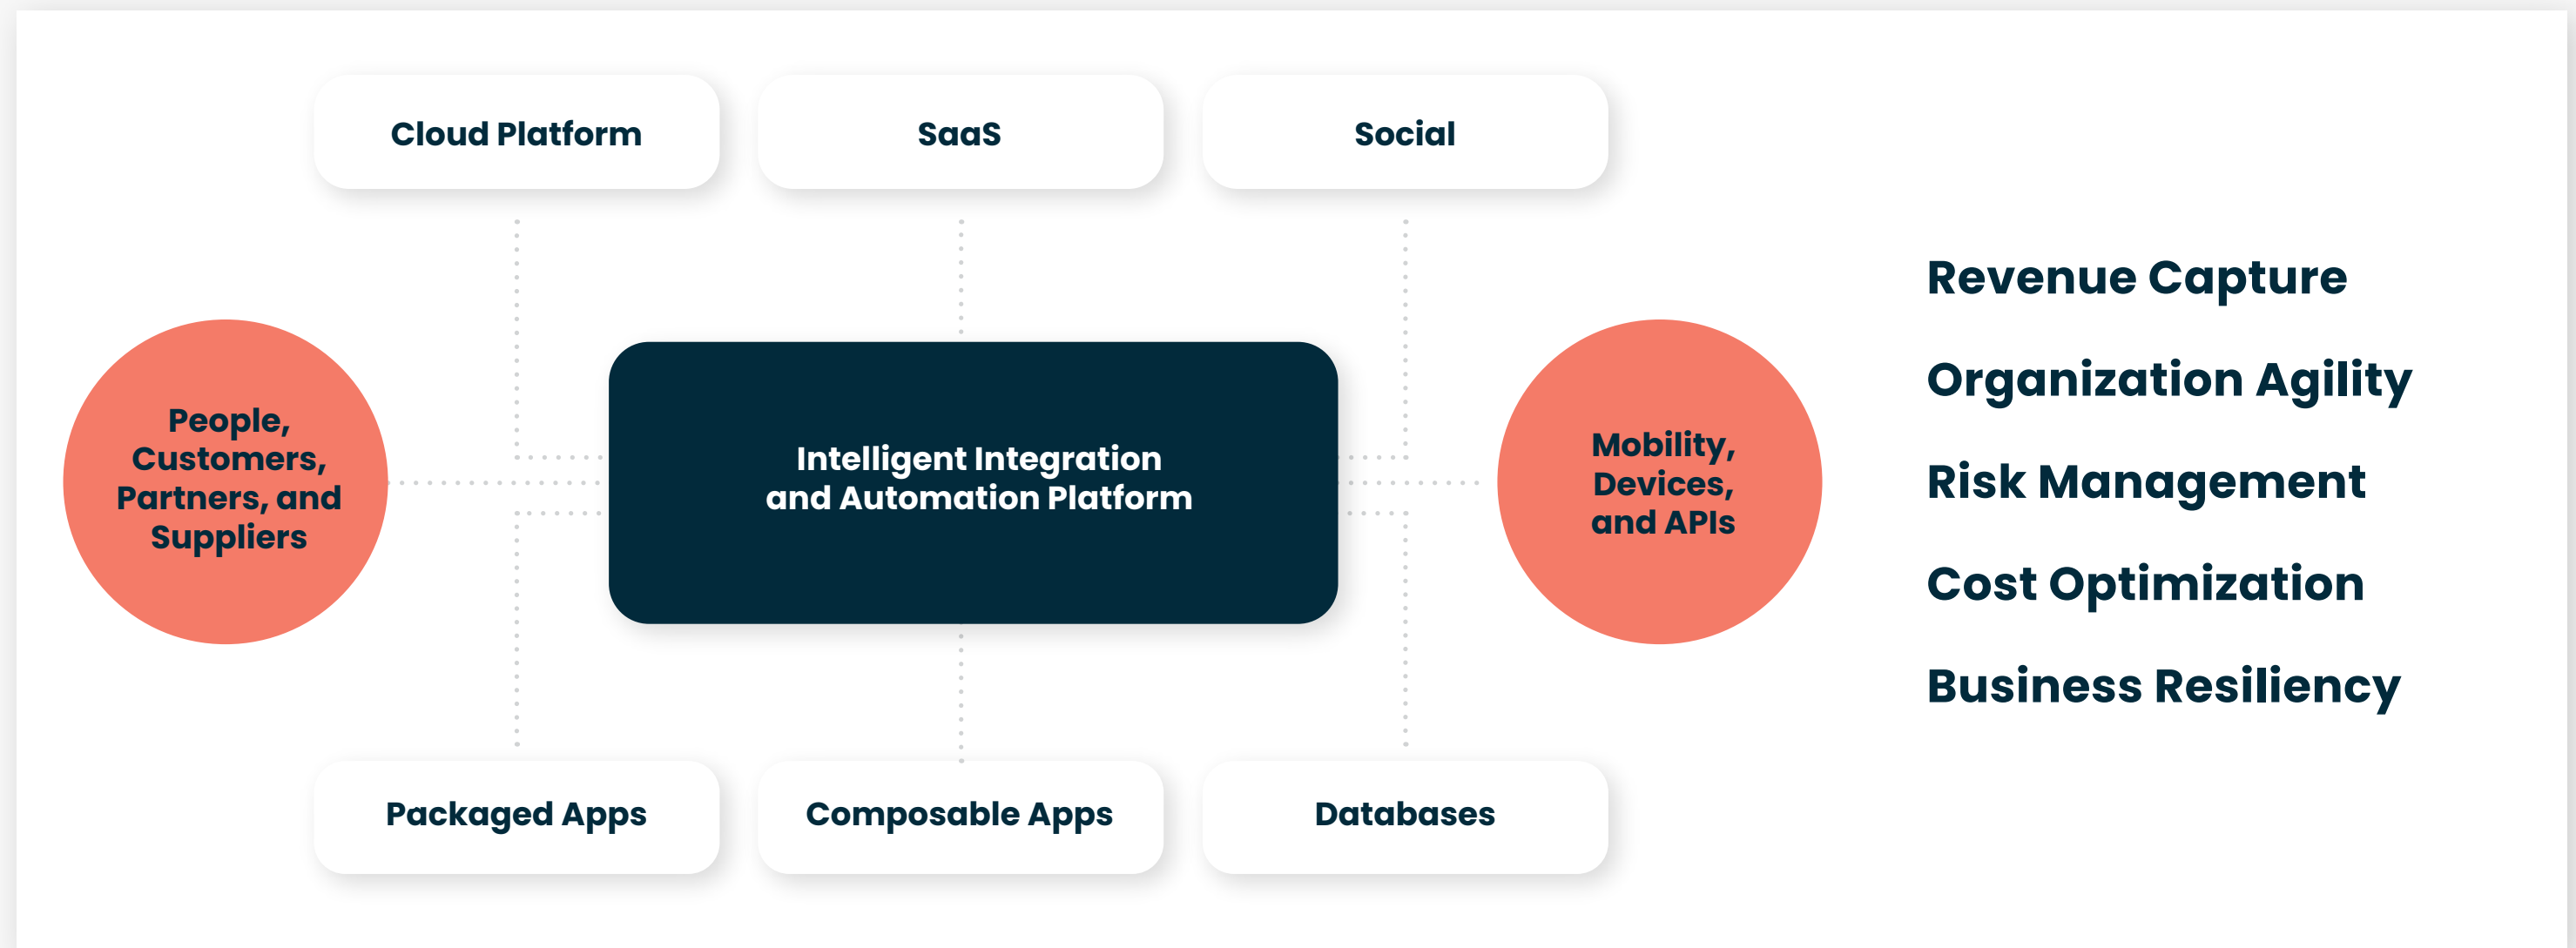 Cloud Platform
SaaS
Social
People,
Customers,
Partners, and
Suppliers
Intelligent Integration
and Automation Platform
Mobility,
Devices,
and APIs
Packaged Apps
Composable Apps
Databases
Revenue Capture
Organization Agility
Risk Management
Cost Optimization
Business Resiliency